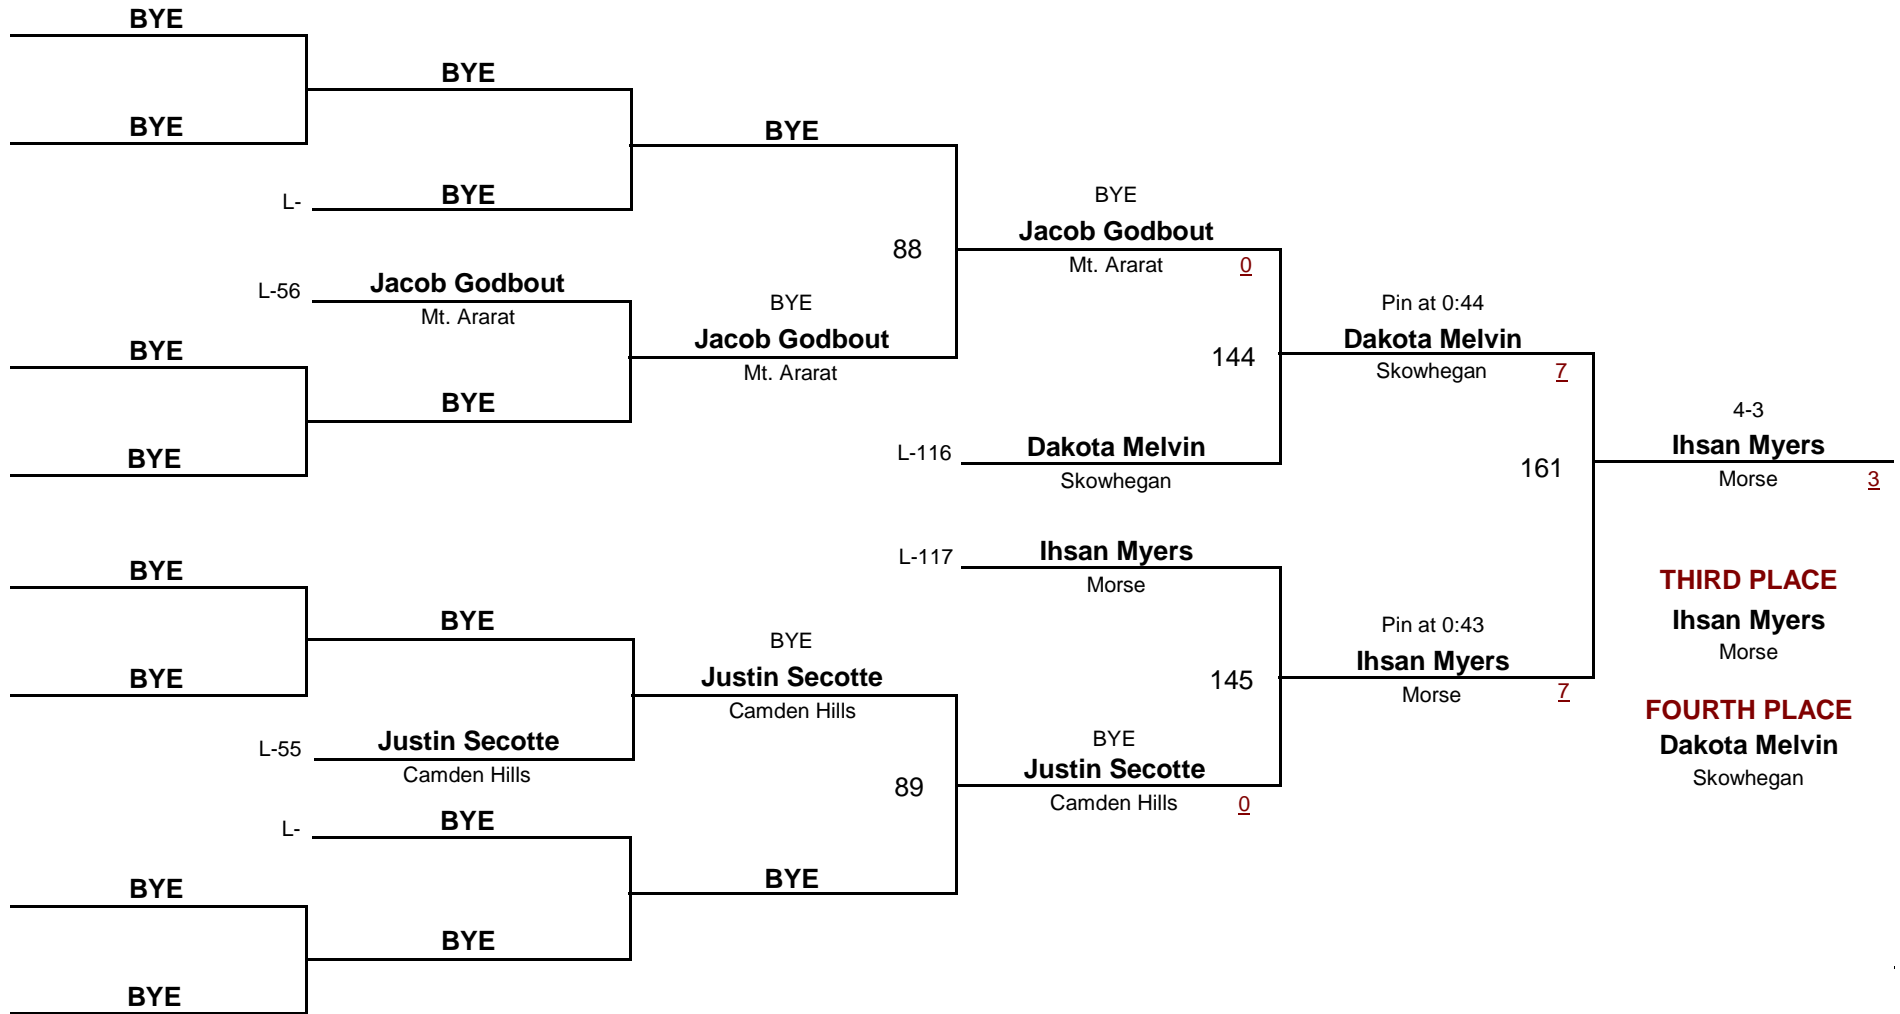 BYE
BYE
BYE
BYE
BYE
L-
BYE
88
BYE
Jacob Godbout
Mt. Ararat
0
L-56
Jacob Godbout
Mt. Ararat
BYE
Jacob Godbout
Mt. Ararat
BYE
BYE
BYE
144
Pin at 0:44
Dakota Melvin
Skowhegan
7
L-116
Dakota Melvin
Skowhegan
161
4-3
Ihsan Myers
Morse
3
L-117
Ihsan Myers
Morse
BYE
BYE
BYE
BYE
Justin Secotte
Camden Hills
L-55
Justin Secotte
Camden Hills
145
Pin at 0:43
Ihsan Myers
Morse
7
THIRD PLACE
Ihsan Myers
Morse
FOURTH PLACE
Dakota Melvin
Skowhegan
89
BYE
Justin Secotte
Camden Hills
0
L-
BYE
BYE
BYE
BYE
BYE